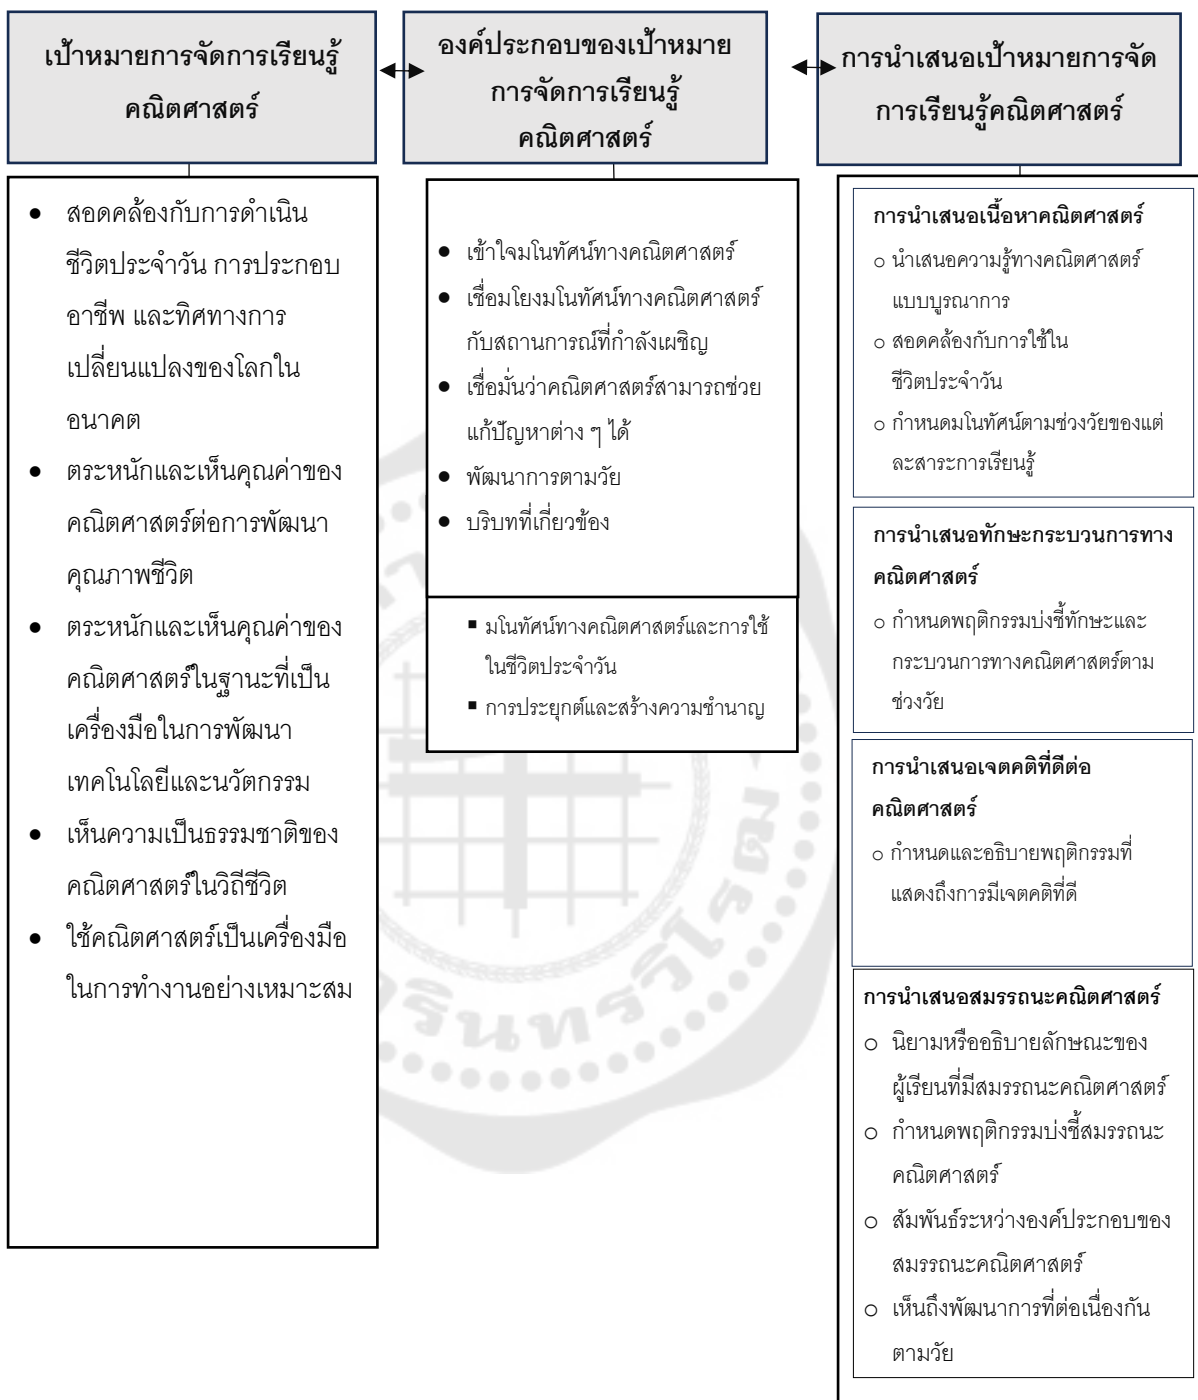 เป้าหมายการจัดการเรียนรู้
คณิตศาสตร์
องค์ประกอบของเป้าหมาย
การจัดการเรียนรู้
คณิตศาสตร์
การนำเสนอเป้าหมายการจัด
การเรียนรู้คณิตศาสตร์
● สอดคล้องกับการดำเนิน
ชีวิตประจำวัน การประกอบ
อาชีพ และทิศทางการ
เปลี่ยนแปลงของโลกใน
อนาคต
● ตระหนักและเห็นคุณค่าของ
คณิตศาสตร์ต่อการพัฒนา
คุณภาพชีวิต
● ตระหนักและเห็นคุณค่าของ
คณิตศาสตร์ในฐานะที่เป็น
เครื่องมือในการพัฒนา
เทคโนโลยีและนวัตกรรม
● เห็นความเป็นธรรมชาติของ
คณิตศาสตร์ในวิถีชีวิต
● ใช้คณิตศาสตร์เป็นเครื่องมือ
ในการทำงานอย่างเหมาะสม
● เข้าใจมโนทัศน์ทางคณิตศาสตร์
● เชื่อมโยงมโนทัศน์ทางคณิตศาสตร์
กับสถานการณ์ที่กำลังเผชิญ
● เชื่อมั่นว่าคณิตศาสตร์สามารถช่วย
แก้ปัญหาต่าง ๆ ได้
● พัฒนาการตามวัย
● บริบทที่เกี่ยวข้อง
▪ มโนทัศน์ทางคณิตศาสตร์และการใช้
ในชีวิตประจำวัน
▪ การประยุกต์และสร้างความชำนาญ
การนำเสนอเนื้อหาคณิตศาสตร์
○ นำเสนอความรู้ทางคณิตศาสตร์
แบบบูรณาการ
○ สอดคล้องกับการใช้ใน
ชีวิตประจำวัน
○ กำหนดมโนทัศน์ตามช่วงวัยของแต่
ละสาระการเรียนรู้
การนำเสนอทักษะกระบวนการทาง
คณิตศาสตร์
○ กำหนดพฤติกรรมบ่งชี้ทักษะและ
กระบวนการทางคณิตศาสตร์ตาม
ช่วงวัย
การนำเสนอเจตคติที่ดีต่อ
คณิตศาสตร์
○ กำหนดและอธิบายพฤติกรรมที่
แสดงถึงการมีเจตคติที่ดี
การนำเสนอสมรรถนะคณิตศาสตร์
○ นิยามหรืออธิบายลักษณะของ
ผู้เรียนที่มีสมรรถนะคณิตศาสตร์
○ กำหนดพฤติกรรมบ่งชี้สมรรถนะ
คณิตศาสตร์
○ สัมพันธ์ระหว่างองค์ประกอบของ
สมรรถนะคณิตศาสตร์
○ เห็นถึงพัฒนาการที่ต่อเนื่องกัน
ตามวัย